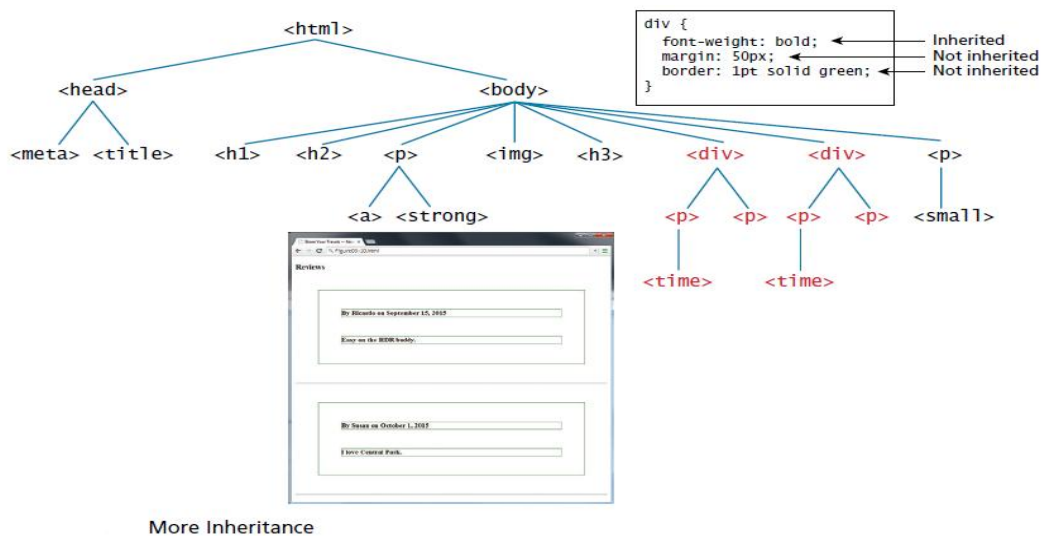 <html>
<head> <body>
<meta> <title> <h1> <h2> <p> <img> <h3> <div> <div> <p>
<a> <strong> <p> <p> <p> <p> <small>
<time> <time>
div {
font-weight: bold;
margin: 50px;
border: 1pt solid green;
}
Inherited
Not inherited
Not inherited
Reviews
By Ricardo on September 15, 2015
Easy on the HDR buddy.
By Susan on October 1, 2015
I love Central Park.
More Inheritance